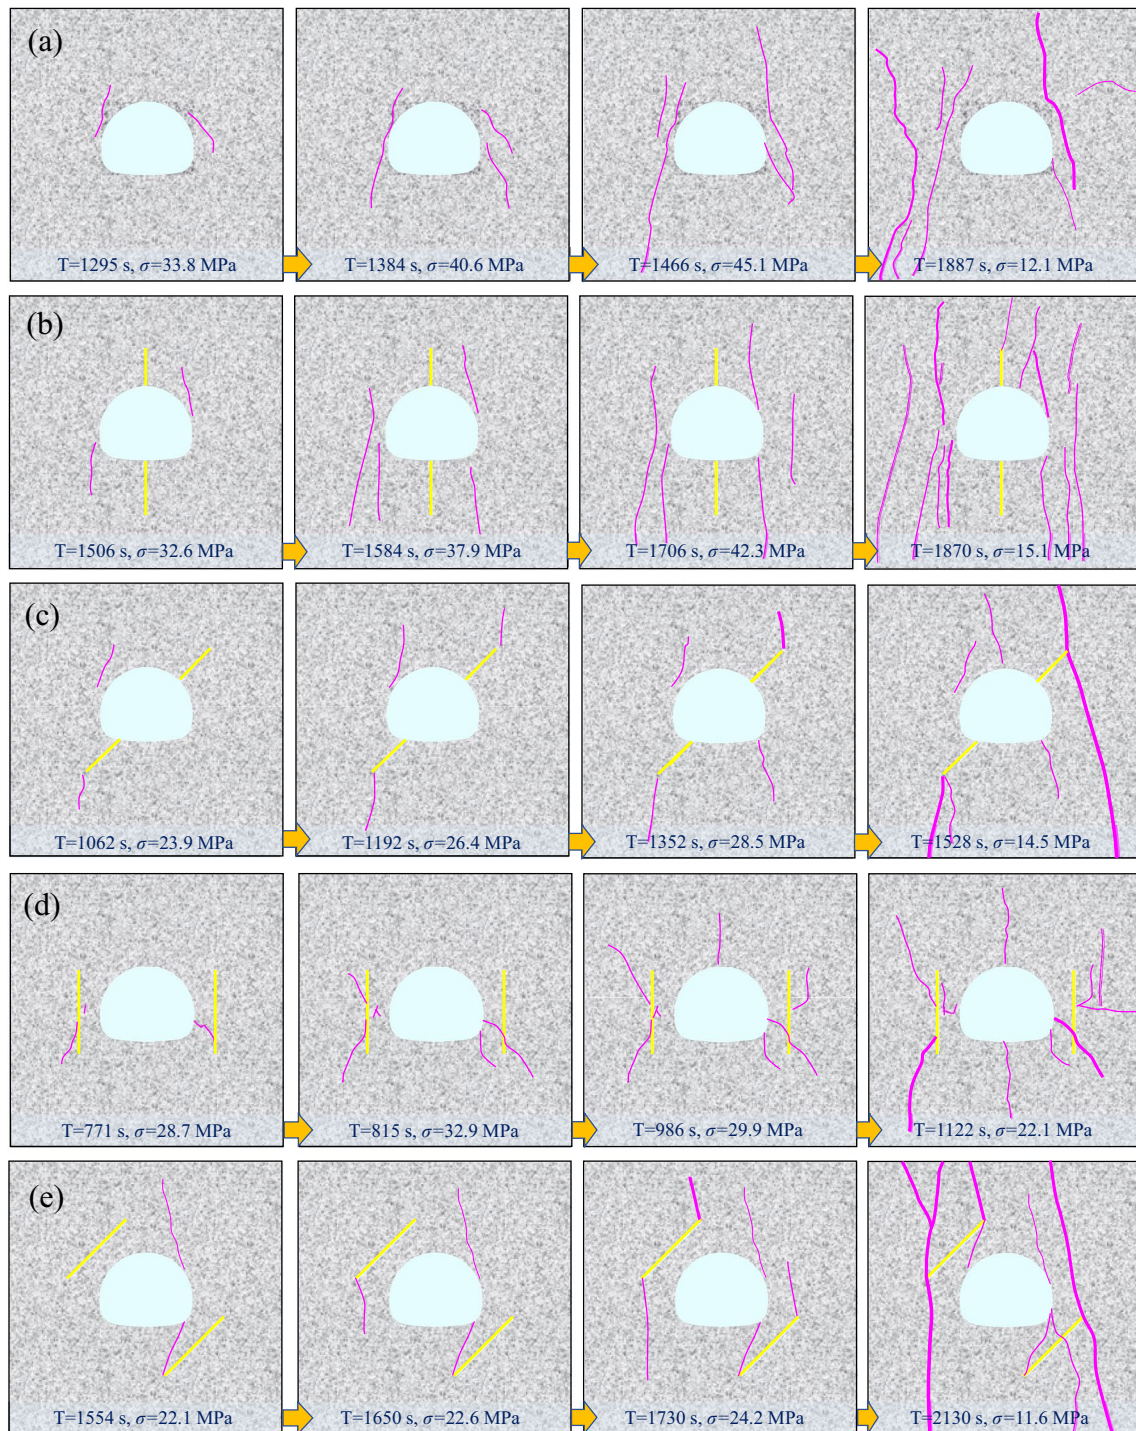 (a)
T=1295 s, σ=33.8 MPa
T=1384 s, σ=40.6 MPa
T=1466 s, σ=45.1 MPa
T=1887 s, σ=12.1 MPa
(b)
T=1506 s, σ=32.6 MPa
T=1584 s, σ=37.9 MPa
T=1706 s, σ=42.3 MPa
T=1870 s, σ=15.1 MPa
(c)
T=1062 s, σ=23.9 MPa
T=1192 s, σ=26.4 MPa
T=1352 s, σ=28.5 MPa
T=1528 s, σ=14.5 MPa
(d)
T=771 s, σ=28.7 MPa
T=815 s, σ=32.9 MPa
T=986 s, σ=29.9 MPa
T=1122 s, σ=22.1 MPa
(e)
T=1554 s, σ=22.1 MPa
T=1650 s, σ=22.6 MPa
T=1730 s, σ=24.2 MPa
T=2130 s, σ=11.6 MPa